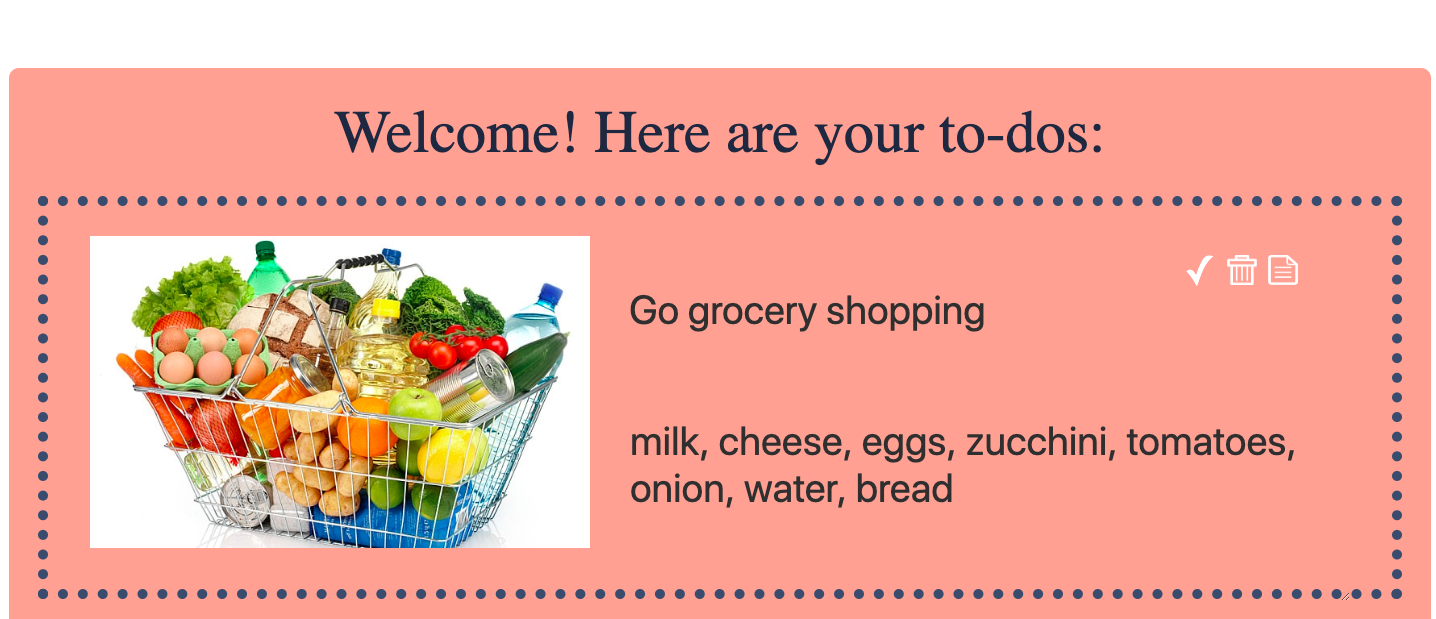 Welcome! Here are your to-dos:
Go grocery shopping
milk, cheese, eggs, zucchini, tomatoes,
onion, water, bread